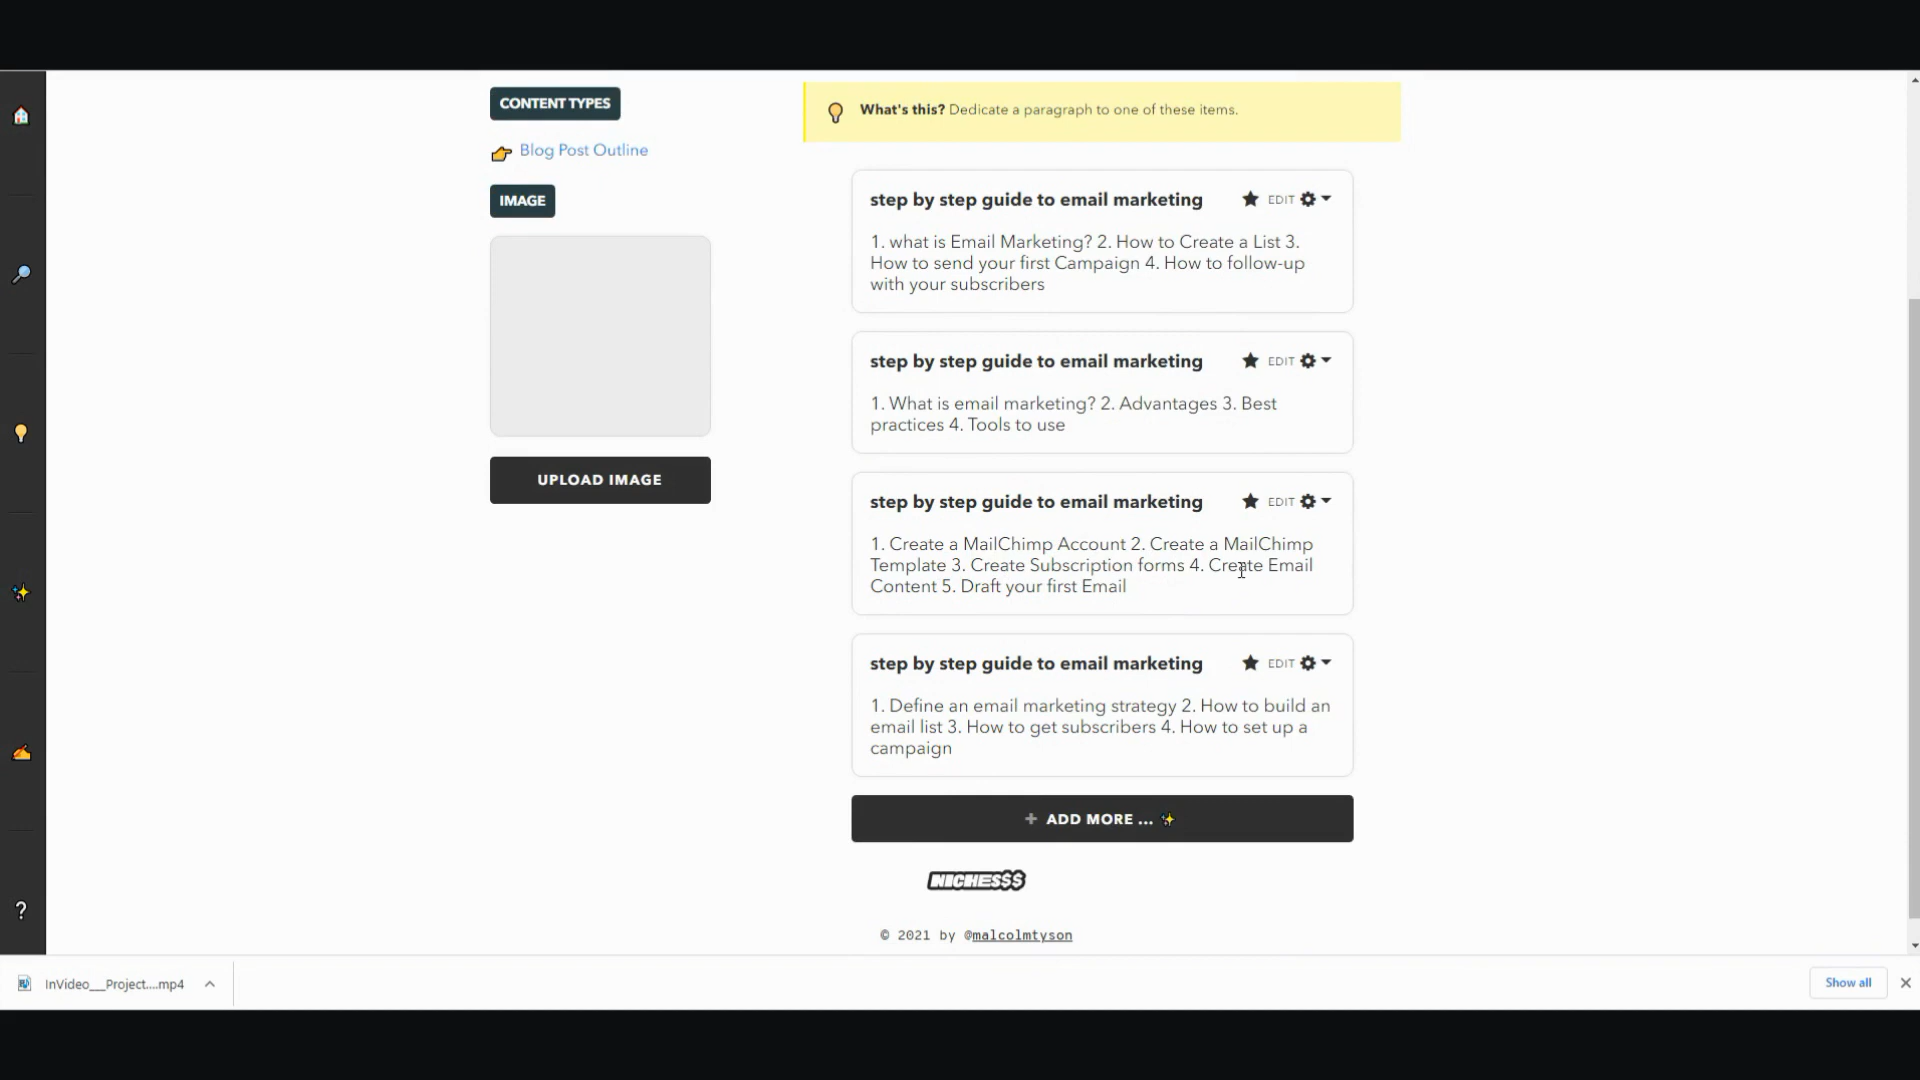 CONTENT TYPES
Blog Post Outline
IMAGE
UPLOAD IMAGE
What's this? Dedicate a paragraph to one of these items.
step by step guide to email marketing
EDIT
1. what is Email Marketing? 2. How to Create a List 3.
How to send your first Campaign 4. How to follow-up
with your subscribers
step by step guide to email marketing
EDIT
1. What is email marketing? 2. Advantages 3. Best
practices 4. Tools to use
step by step guide to email marketing
EDIT
1. Create a MailChimp Account 2. Create a MailChimp
Template 3. Create Subscription forms 4. Create Email
Content 5. Draft your first Email
step by step guide to email marketing
EDIT
1. Define an email marketing strategy 2. How to build an
email list 3. How to get subscribers 4. How to set up a
campaign
+ ADD MORE ...
NICHES$$
© 2021 by @malcolmtyson
?
InVideo___Project....mp4
Show all